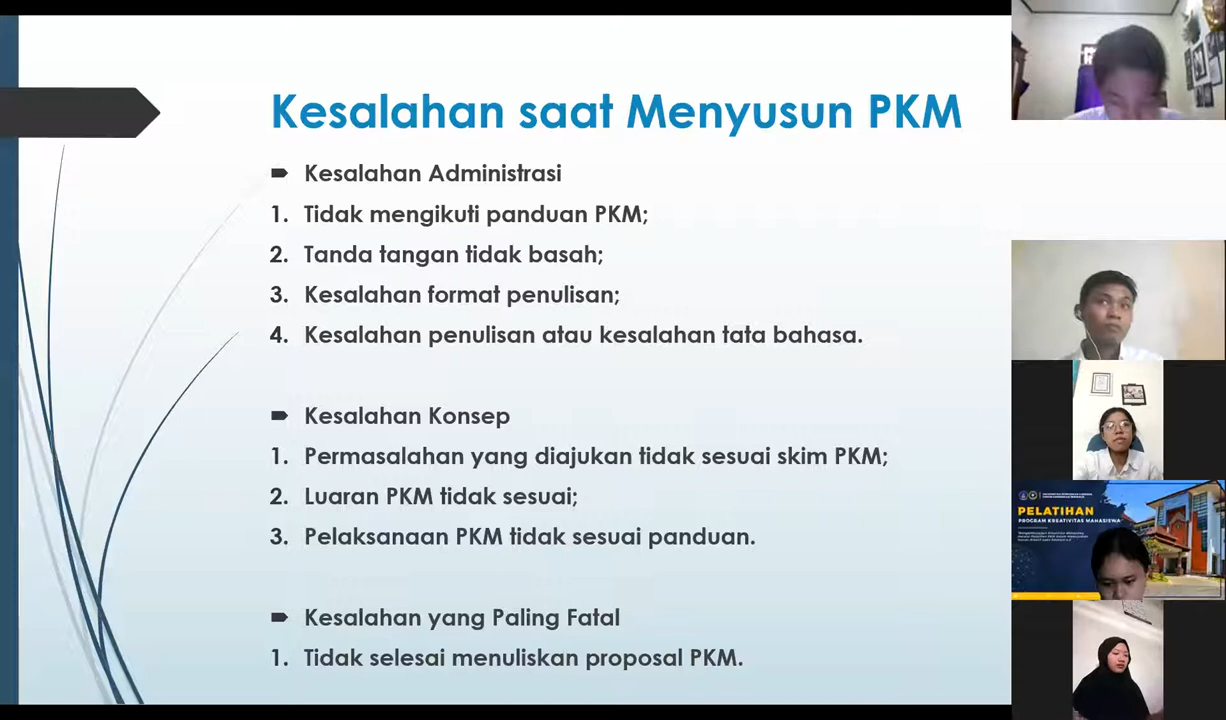 Kesalahan saat Menyusun PKM
Kesalahan Administrasi
1. Tidak mengikuti panduan PKM;
2. Tanda tangan tidak basah;
3. Kesalahan format penulisan;
4. Kesalahan penulisan atau kesalahan tata bahasa.
Kesalahan Konsep
1. Permasalahan yang diajukan tidak sesuai skim PKM;
2. Luaran PKM tidak sesuai;
3. Pelaksanaan PKM tidak sesuai panduan.
Kesalahan yang Paling Fatal
1. Tidak selesai menuliskan proposal PKM.
PELATIHAN
PROGRAM KREATIVITAS MAHASISWA